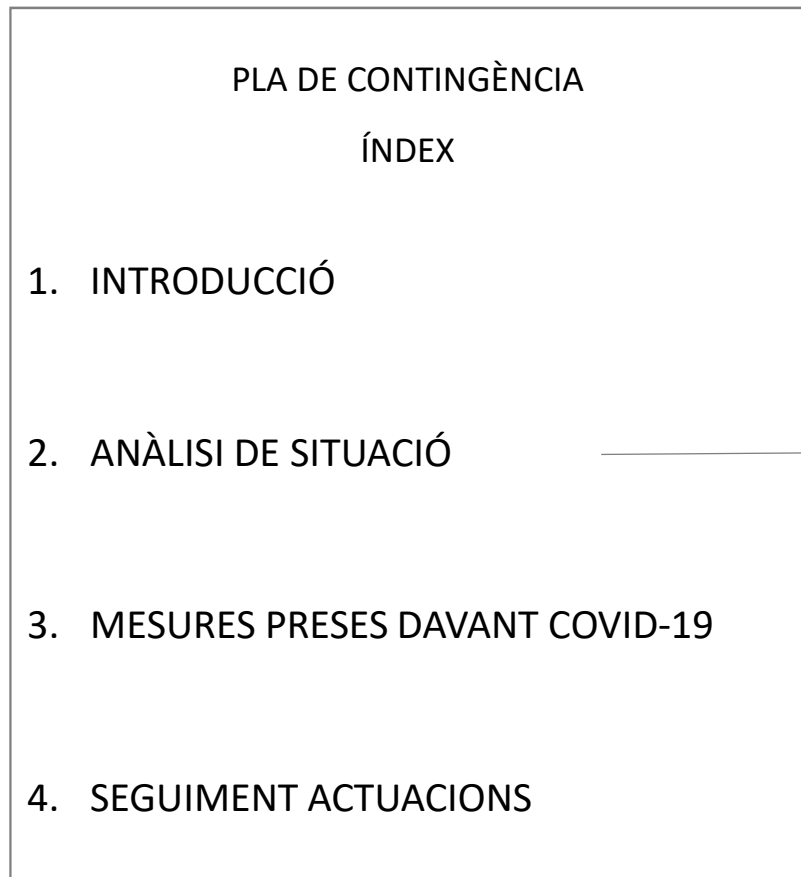 PLA DE CONTINGÈNCIA
ÍNDEX
1. INTRODUCCIÓ
2. ANÀLISI DE SITUACIÓ
3. MESURES PRESES DAVANT COVID-19
4. SEGUIMENT ACTUACIONS